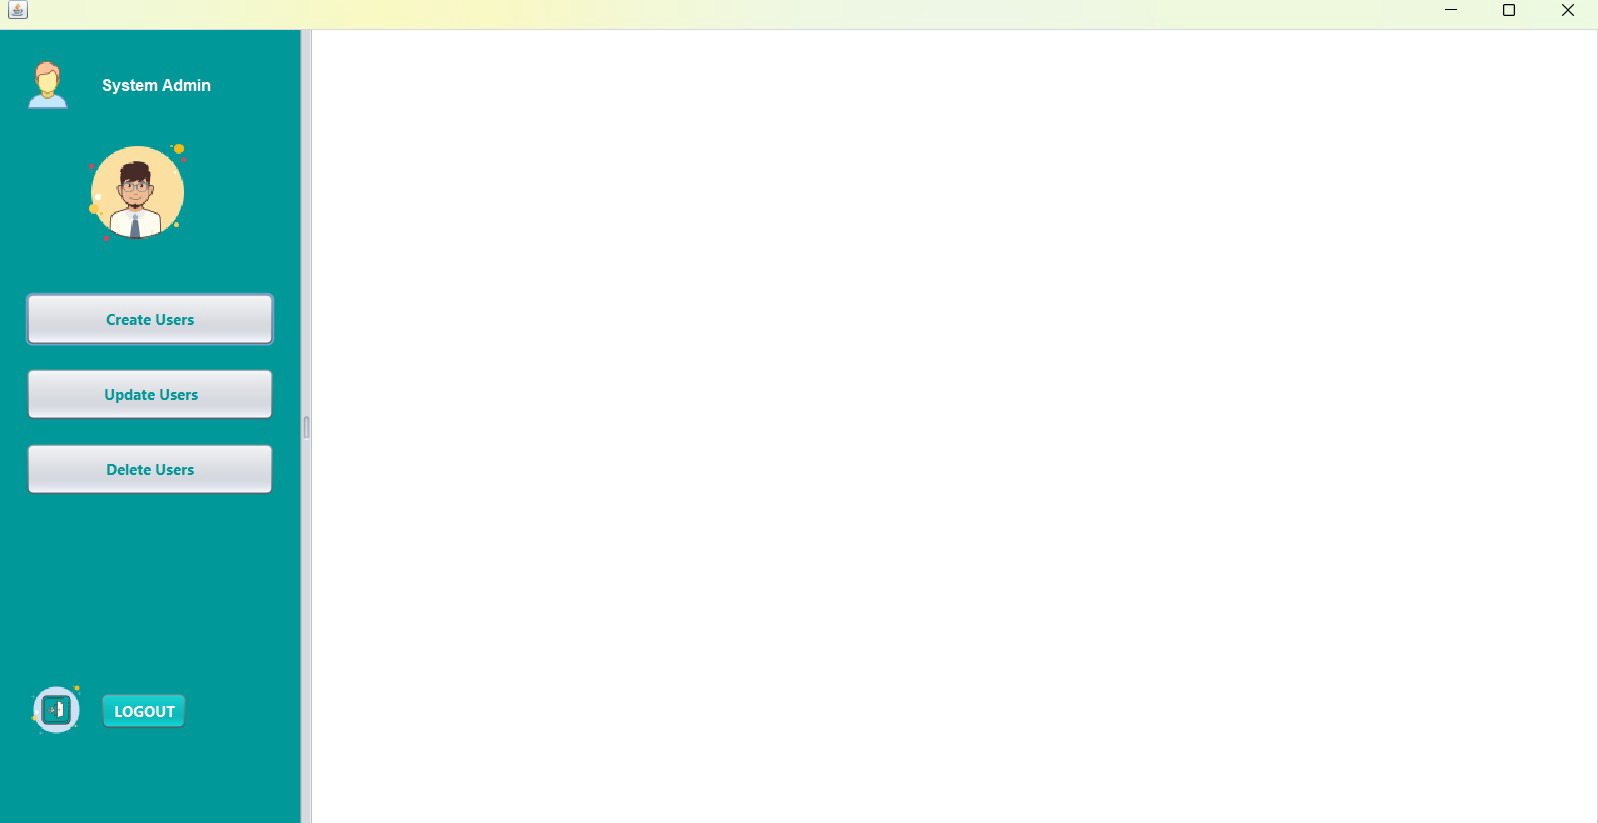 System Admin
Create Users
Update Users
Delete Users
LOGOUT